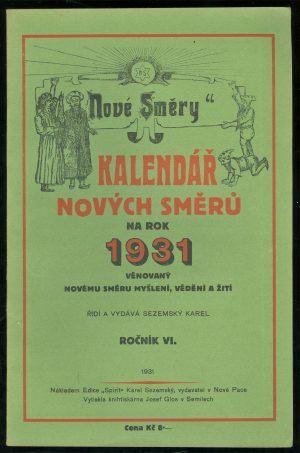 „Nové Směry“
KALENDÁŘ
NOVÝCH SMĚRŮ
NA ROK
1931
VĚNOVANÝ
NOVÉMU SMĚRU MYŠLENÍ, VĚDĚNÍ A ŽITÍ
ŘÍDÍ A VYDÁVÁ SEZEMSKÝ KAREL
ROČNÍK VI.
1931
Nákladem Edice „Spirit“ Karel Sezemský, vydavatel v Nové Pace
Vytiskla knihtiskárna Josef Glos v Semilech
Cena Kč 8·—